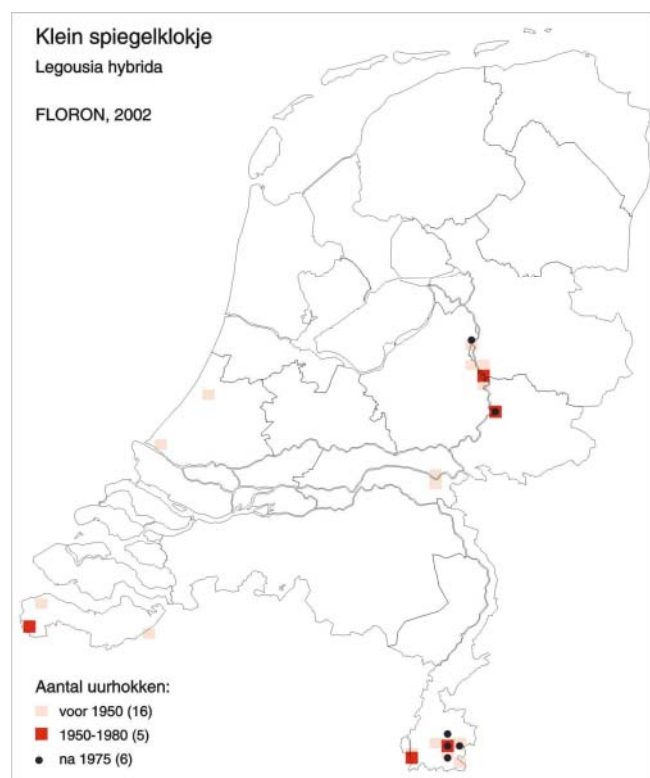 Klein spiegelklokje
Legousia hybrida
FLORON, 2002
Aantal uurhokken:
voor 1950 (16)
1950-1980 (5)
na 1975 (6)